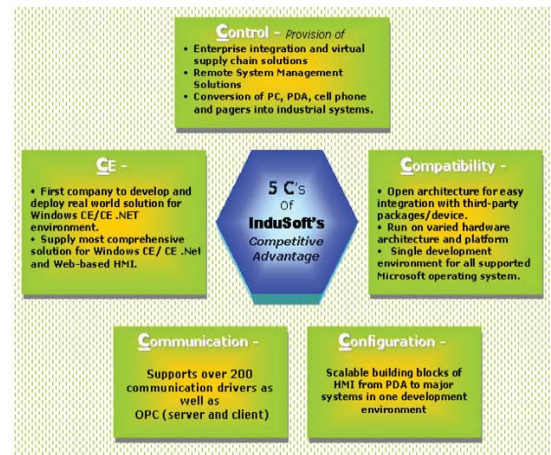 Control - Provision of
• Enterprise integration and virtual
supply chain solutions
• Remote System Management
Solutions
• Conversion of PC, PDA, cell phone
and pagers into industrial systems.
CE -
• First company to develop and
deploy real world solution for
Windows CE/CE .NET
environment.
• Supply most comprehensive
solution for Windows CE/ CE .Net
and Web-based HMI.
5 C's
Of
InduSoft's
Competitive
Advantage
Compatibility -
• Open architecture for easy
integration with third-party
packages/device.
• Run on varied hardware
architecture and platform
• Single development
environment for all supported
Microsoft operating system.
Communication -
Supports over 200
communication drivers as
well as
OPC (server and client)
Configuration -
Scalable building blocks of
HMI from PDA to major
systems in one development
environment